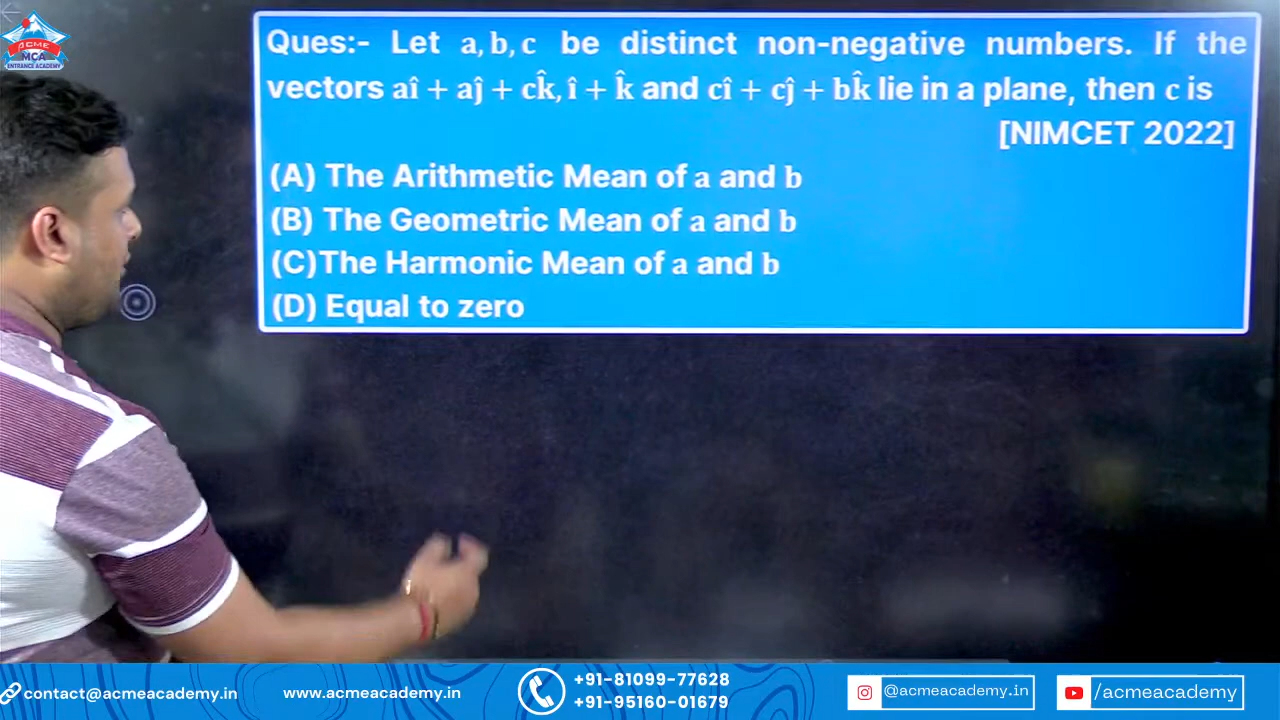 ACME
MCA
ENTRANCE ACADEMY
Ques:- Let a, b, c be distinct non-negative numbers. If the
vectors aî + aĵ + ck̂, î + k̂ and cî + cĵ + bk̂ lie in a plane, then c is
[NIMCET 2022]
(A) The Arithmetic Mean of a and b
(B) The Geometric Mean of a and b
(C)The Harmonic Mean of a and b
(D) Equal to zero
contact@acmeacademy.in
www.acmeacademy.in
+91-81099-77628
+91-95160-01679
@acmeacademy.in
/acmeacademy